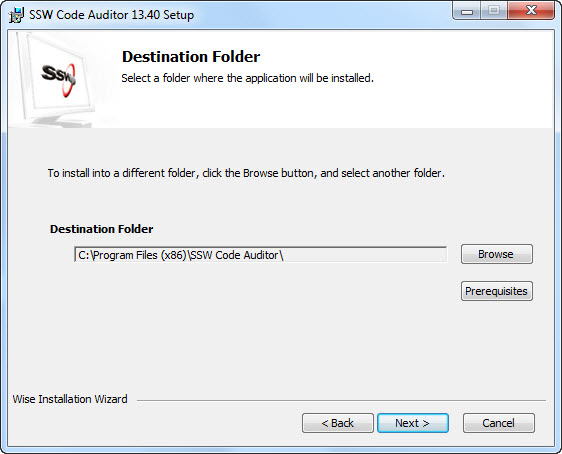 SSW Code Auditor 13.40 Setup
SSW
Destination Folder
Select a folder where the application will be installed.
To install into a different folder, click the Browse button, and select another folder.
Destination Folder
C:\Program Files (x86)\SSW Code Auditor\
Browse
Prerequisites
Wise Installation Wizard
< Back
Next >
Cancel